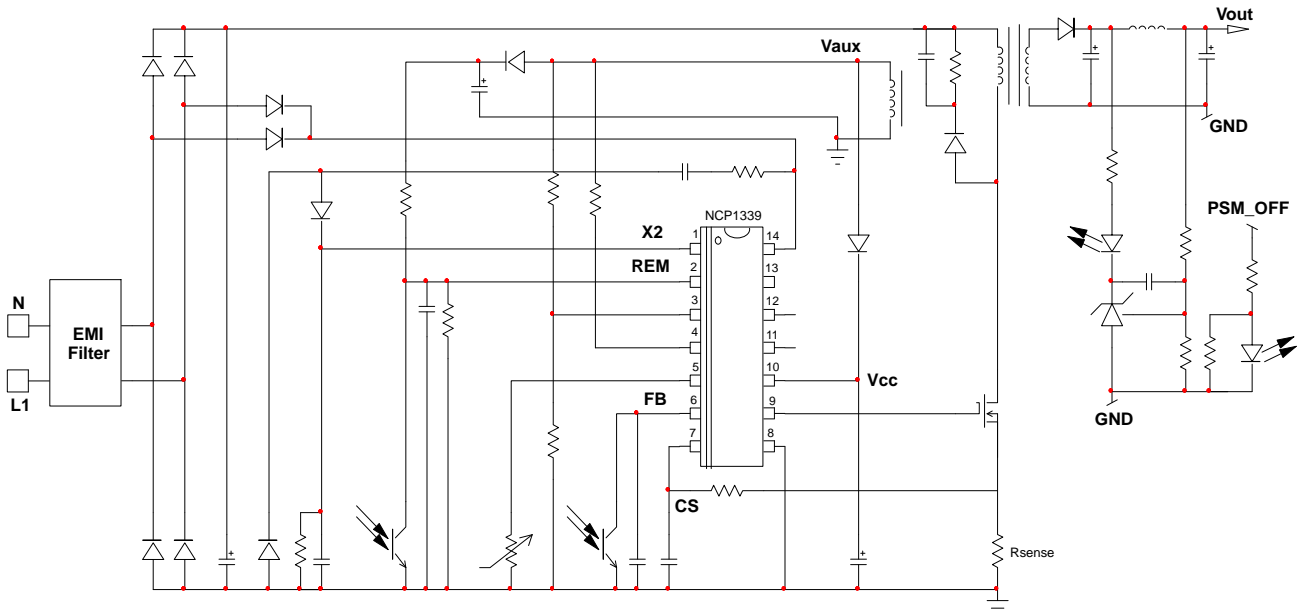 Vout
Vaux
GND
NCP1339
PSM_OFF
X2
1
14
REM
2
13
N
3
12
EMI
Filter
4
11
L1
5
10
Vcc
FB
6
9
GND
7
8
CS
Rsense
+
+
+
+
+